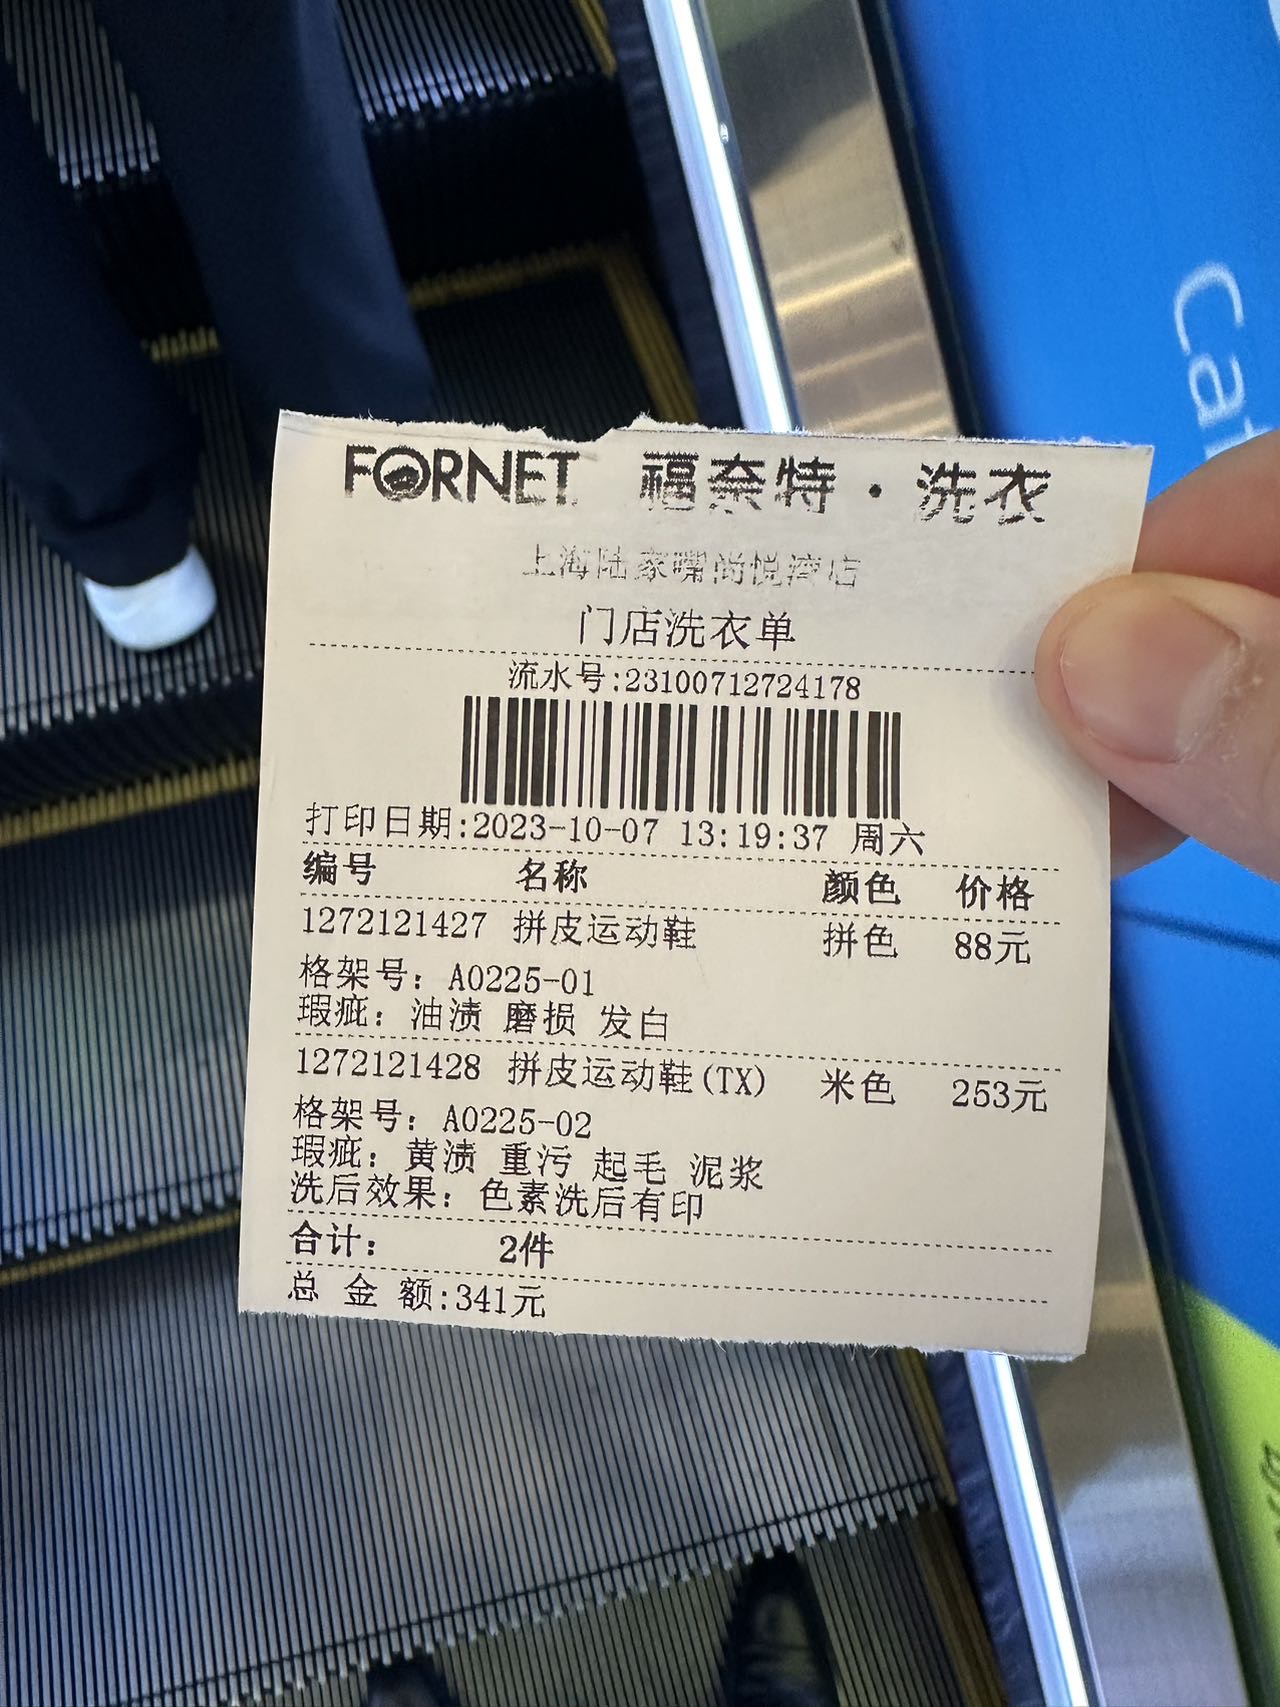 FORNET 福奈特·洗衣
上海陆家嘴尚悦湾店
门店洗衣单
流水号:23100712724178
打印日期:2023-10-07 13:19:37 周六
编号 名称 颜色 价格
1272121427 拼皮运动鞋 拼色 88元
格架号: A0225-01
瑕疵: 油渍 磨损 发白
1272121428 拼皮运动鞋(TX) 米色 253元
格架号: A0225-02
瑕疵: 黄渍 重污 起毛 泥浆
洗后效果: 色素洗后有印
合计: 2件
总 金 额:341元